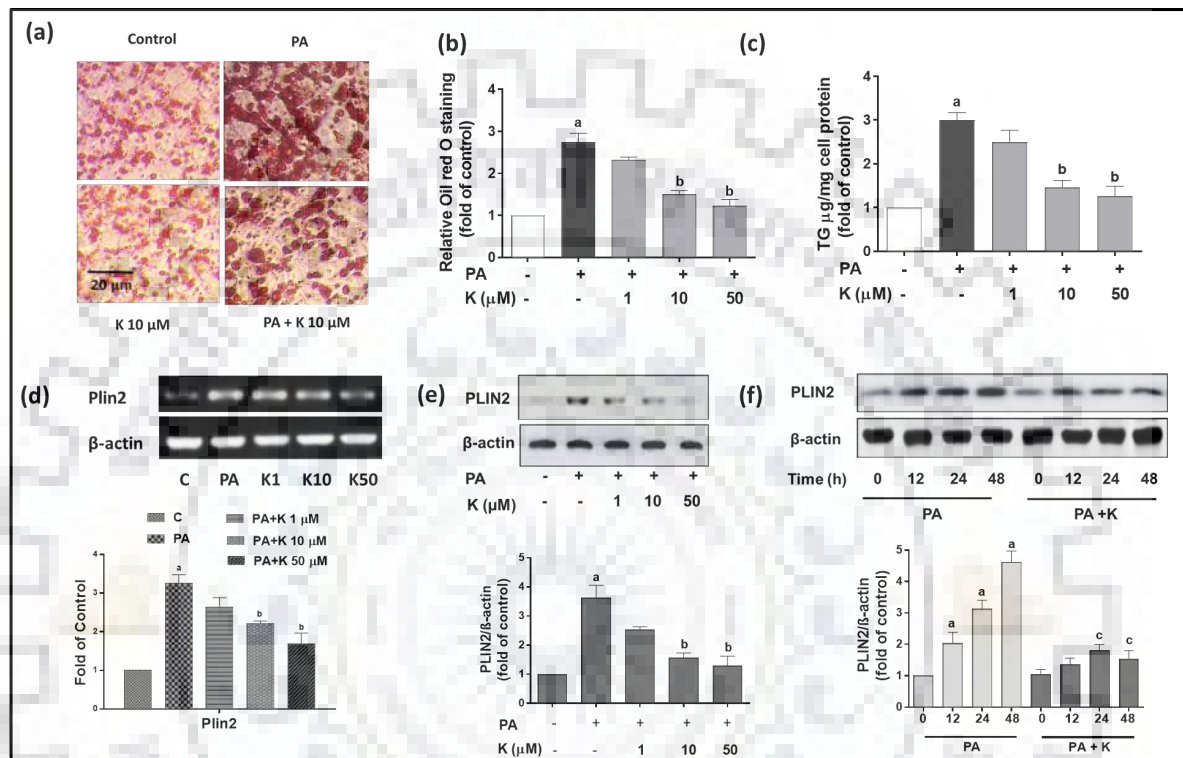 (a)
Control
PA
20 µm
K 10 µM
PA + K 10 µM
(b)
Relative Oil red O staining
(fold of control)
4
3
2
1
0
a
b
b
PA
- + + + +
K (µM)
- - 1 10 50
(c)
TG µg/mg cell protein
(fold of control)
4
3
2
1
0
a
b
b
PA
- + + + +
K (µM)
- - 1 10 50
(d)
Plin2
β-actin
C PA K1 K10 K50
C
PA
PA+K 1 µM
PA+K 10 µM
PA+K 50 µM
Fold of Control
4
3
2
1
0
a
b
b
Plin2
(e)
PLIN2
β-actin
PA - + + + +
K (µM) - - 1 10 50
PLIN2/ß-actin
(fold of control)
5
4
3
2
1
0
a
b
b
PA - + + + +
K (µM) - - 1 10 50
(f)
PLIN2
β-actin
Time (h) 0 12 24 48 0 12 24 48
PA
PA +K
PLIN2/ß-actin
(fold of control)
5
4
3
2
1
0
a
a
a
c
c
0 12 24 48 0 12 24 48
PA
PA + K